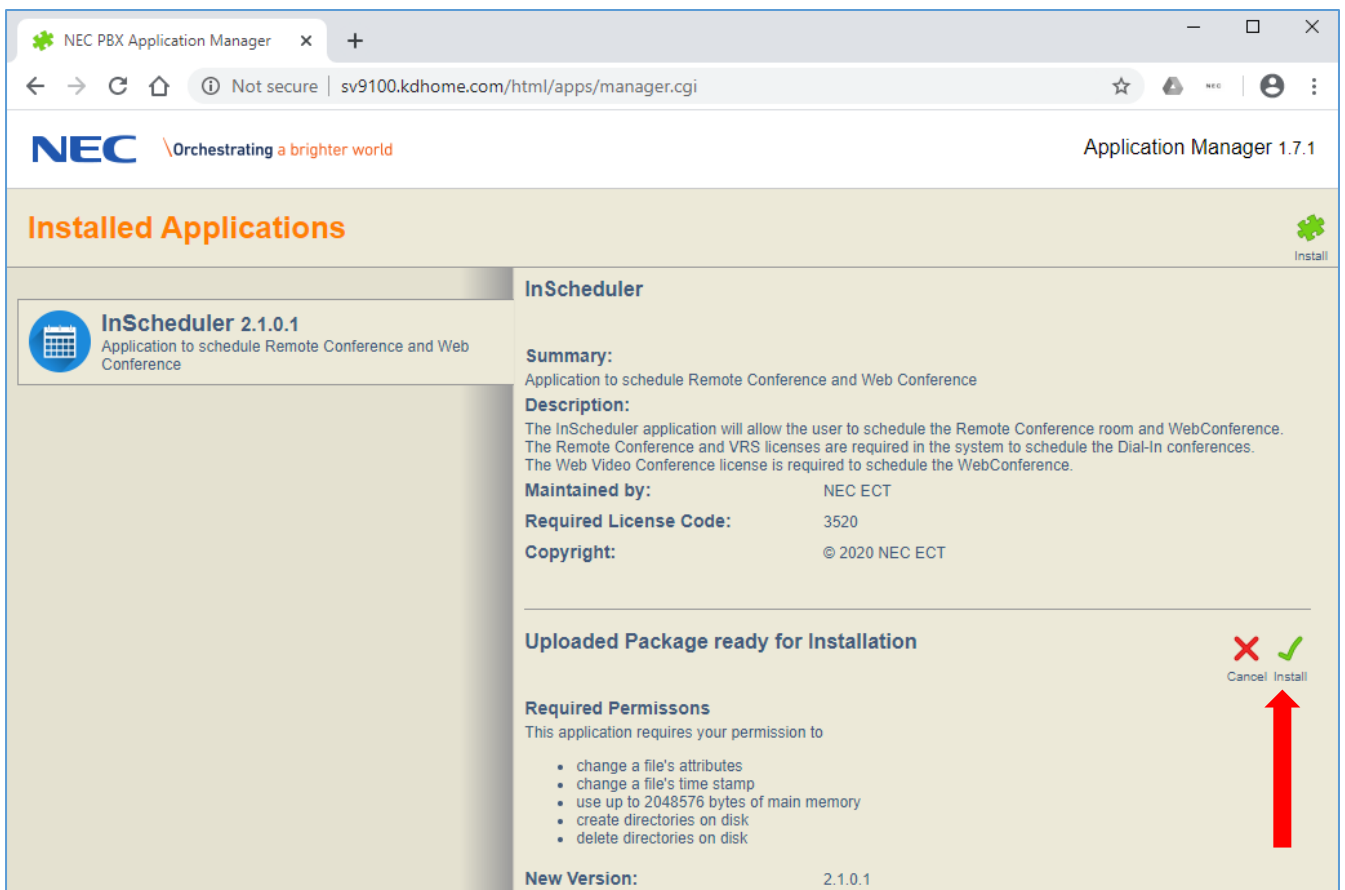 NEC PBX Application Manager
Not secure | sv9100.kdhome.com/html/apps/manager.cgi
NEC
NEC \Orchestrating a brighter world
Application Manager 1.7.1
Installed Applications
Install
InScheduler 2.1.0.1
Application to schedule Remote Conference and Web
Conference
InScheduler
Summary:
Application to schedule Remote Conference and Web Conference
Description:
The InScheduler application will allow the user to schedule the Remote Conference room and WebConference.
The Remote Conference and VRS licenses are required in the system to schedule the Dial-In conferences.
The Web Video Conference license is required to schedule the WebConference.
Maintained by: NEC ECT
Required License Code: 3520
Copyright: © 2020 NEC ECT
Uploaded Package ready for Installation
Cancel Install
Required Permissons
This application requires your permission to
• change a file's attributes
• change a file's time stamp
• use up to 2048576 bytes of main memory
• create directories on disk
• delete directories on disk
New Version: 2.1.0.1